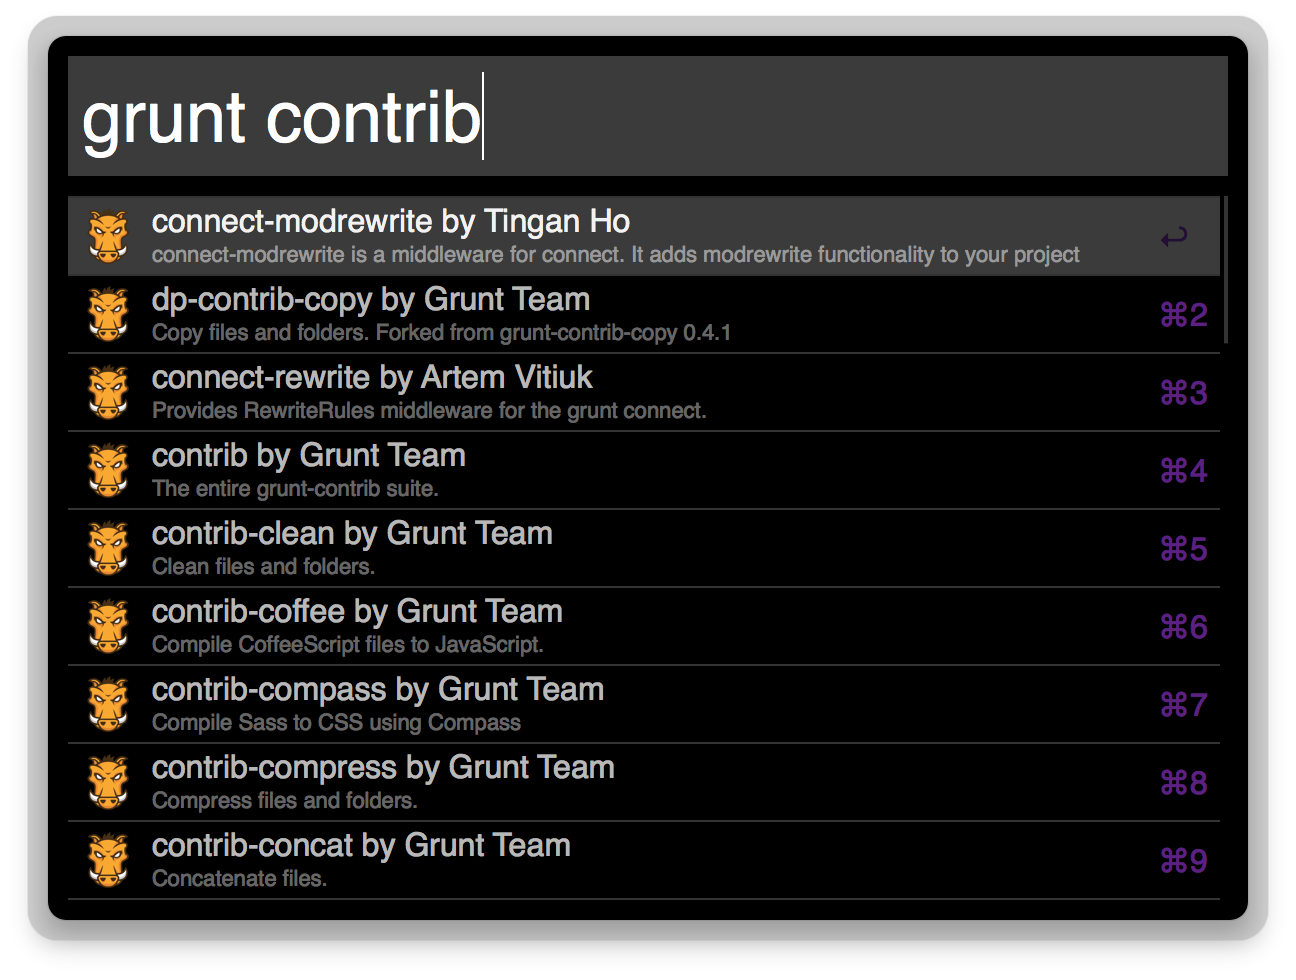 grunt contrib
connect-modrewrite by Tingan Ho
connect-modrewrite is a middleware for connect. It adds modrewrite functionality to your project
↩
dp-contrib-copy by Grunt Team
Copy files and folders. Forked from grunt-contrib-copy 0.4.1
⌘2
connect-rewrite by Artem Vitiuk
Provides RewriteRules middleware for the grunt connect.
⌘3
contrib by Grunt Team
The entire grunt-contrib suite.
⌘4
contrib-clean by Grunt Team
Clean files and folders.
⌘5
contrib-coffee by Grunt Team
Compile CoffeeScript files to JavaScript.
⌘6
contrib-compass by Grunt Team
Compile Sass to CSS using Compass
⌘7
contrib-compress by Grunt Team
Compress files and folders.
⌘8
contrib-concat by Grunt Team
Concatenate files.
⌘9